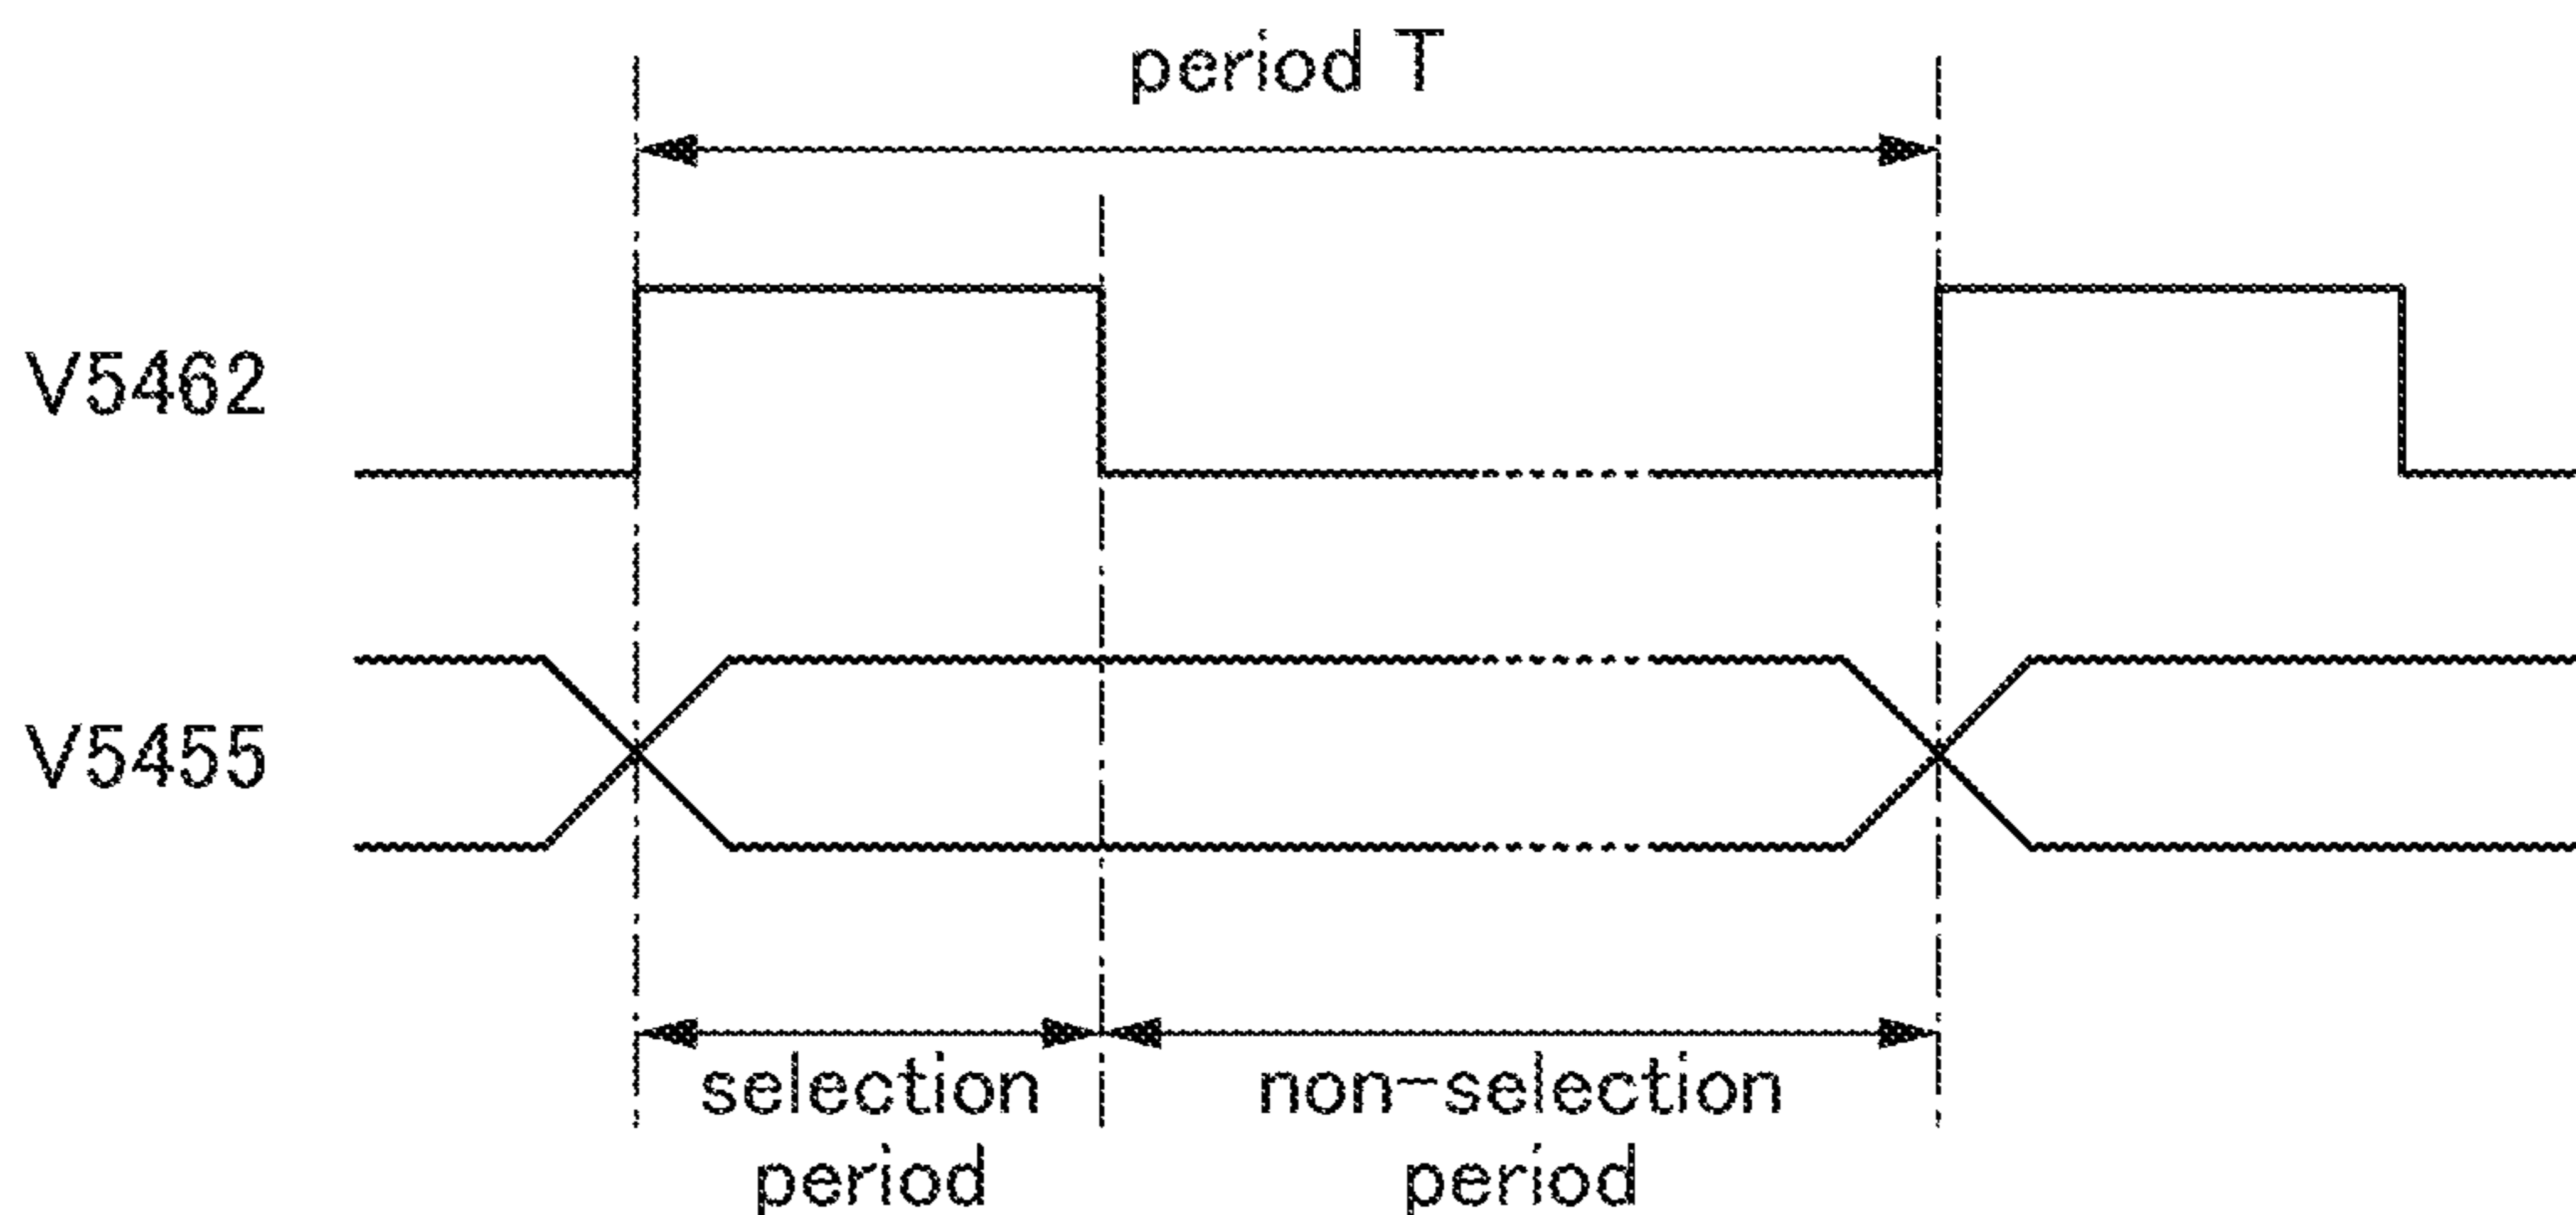 period T
V5462
V5455
selection
period
non-selection
period